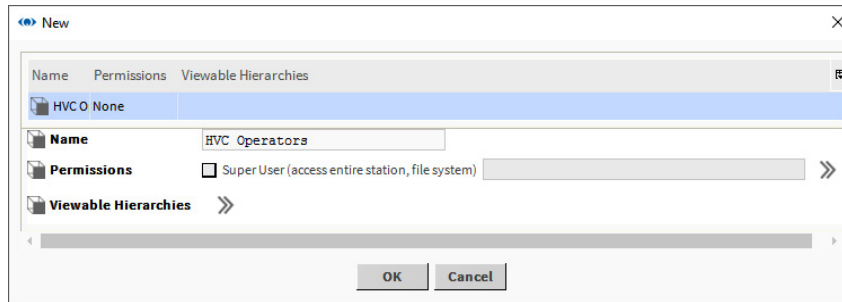 New
Name Permissions Viewable Hierarchies
HVC O None
Name HVC Operators
Permissions Super User (access entire station, file system)
Viewable Hierarchies
OK Cancel